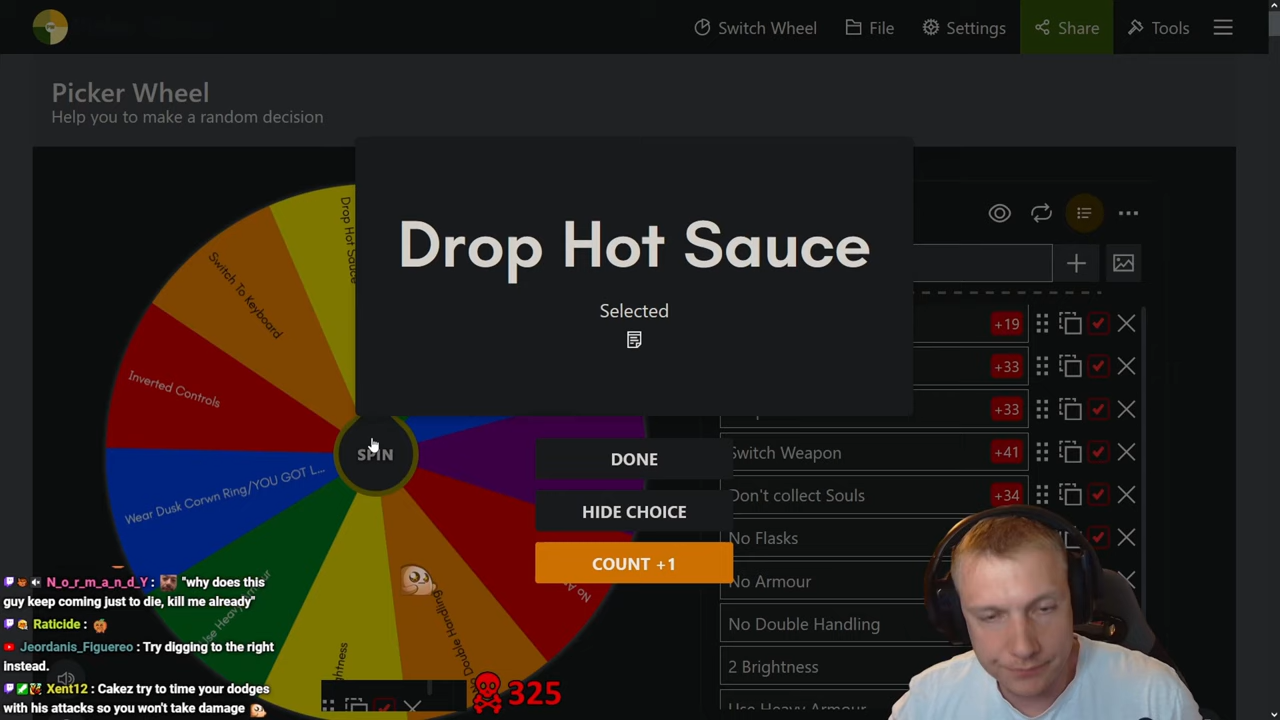 Switch Wheel
File
Settings
Share
Tools
Picker Wheel
Help you to make a random decision
Drop Hot Sauce
Selected
DONE
HIDE CHOICE
COUNT +1
Drop Hot Sauce
Switch To Keyboard
Inverted Controls
Wear Dusk Corwn Ring/YOU GOT L...
SPIN
+19
+33
+33
Switch Weapon
+41
Don't collect Souls
+34
No Flasks
No Armour
No Double Handling
2 Brightness
Use Heavy Armour
N_o_r_m_a_n_d_Y : "why does this
guy keep coming just to die, kill me already"
Raticide :
Jeordanis_Figuereo : Try digging to the right
instead.
Xent12 : Cakez try to time your dodges
with his attacks so you won't take damage
325